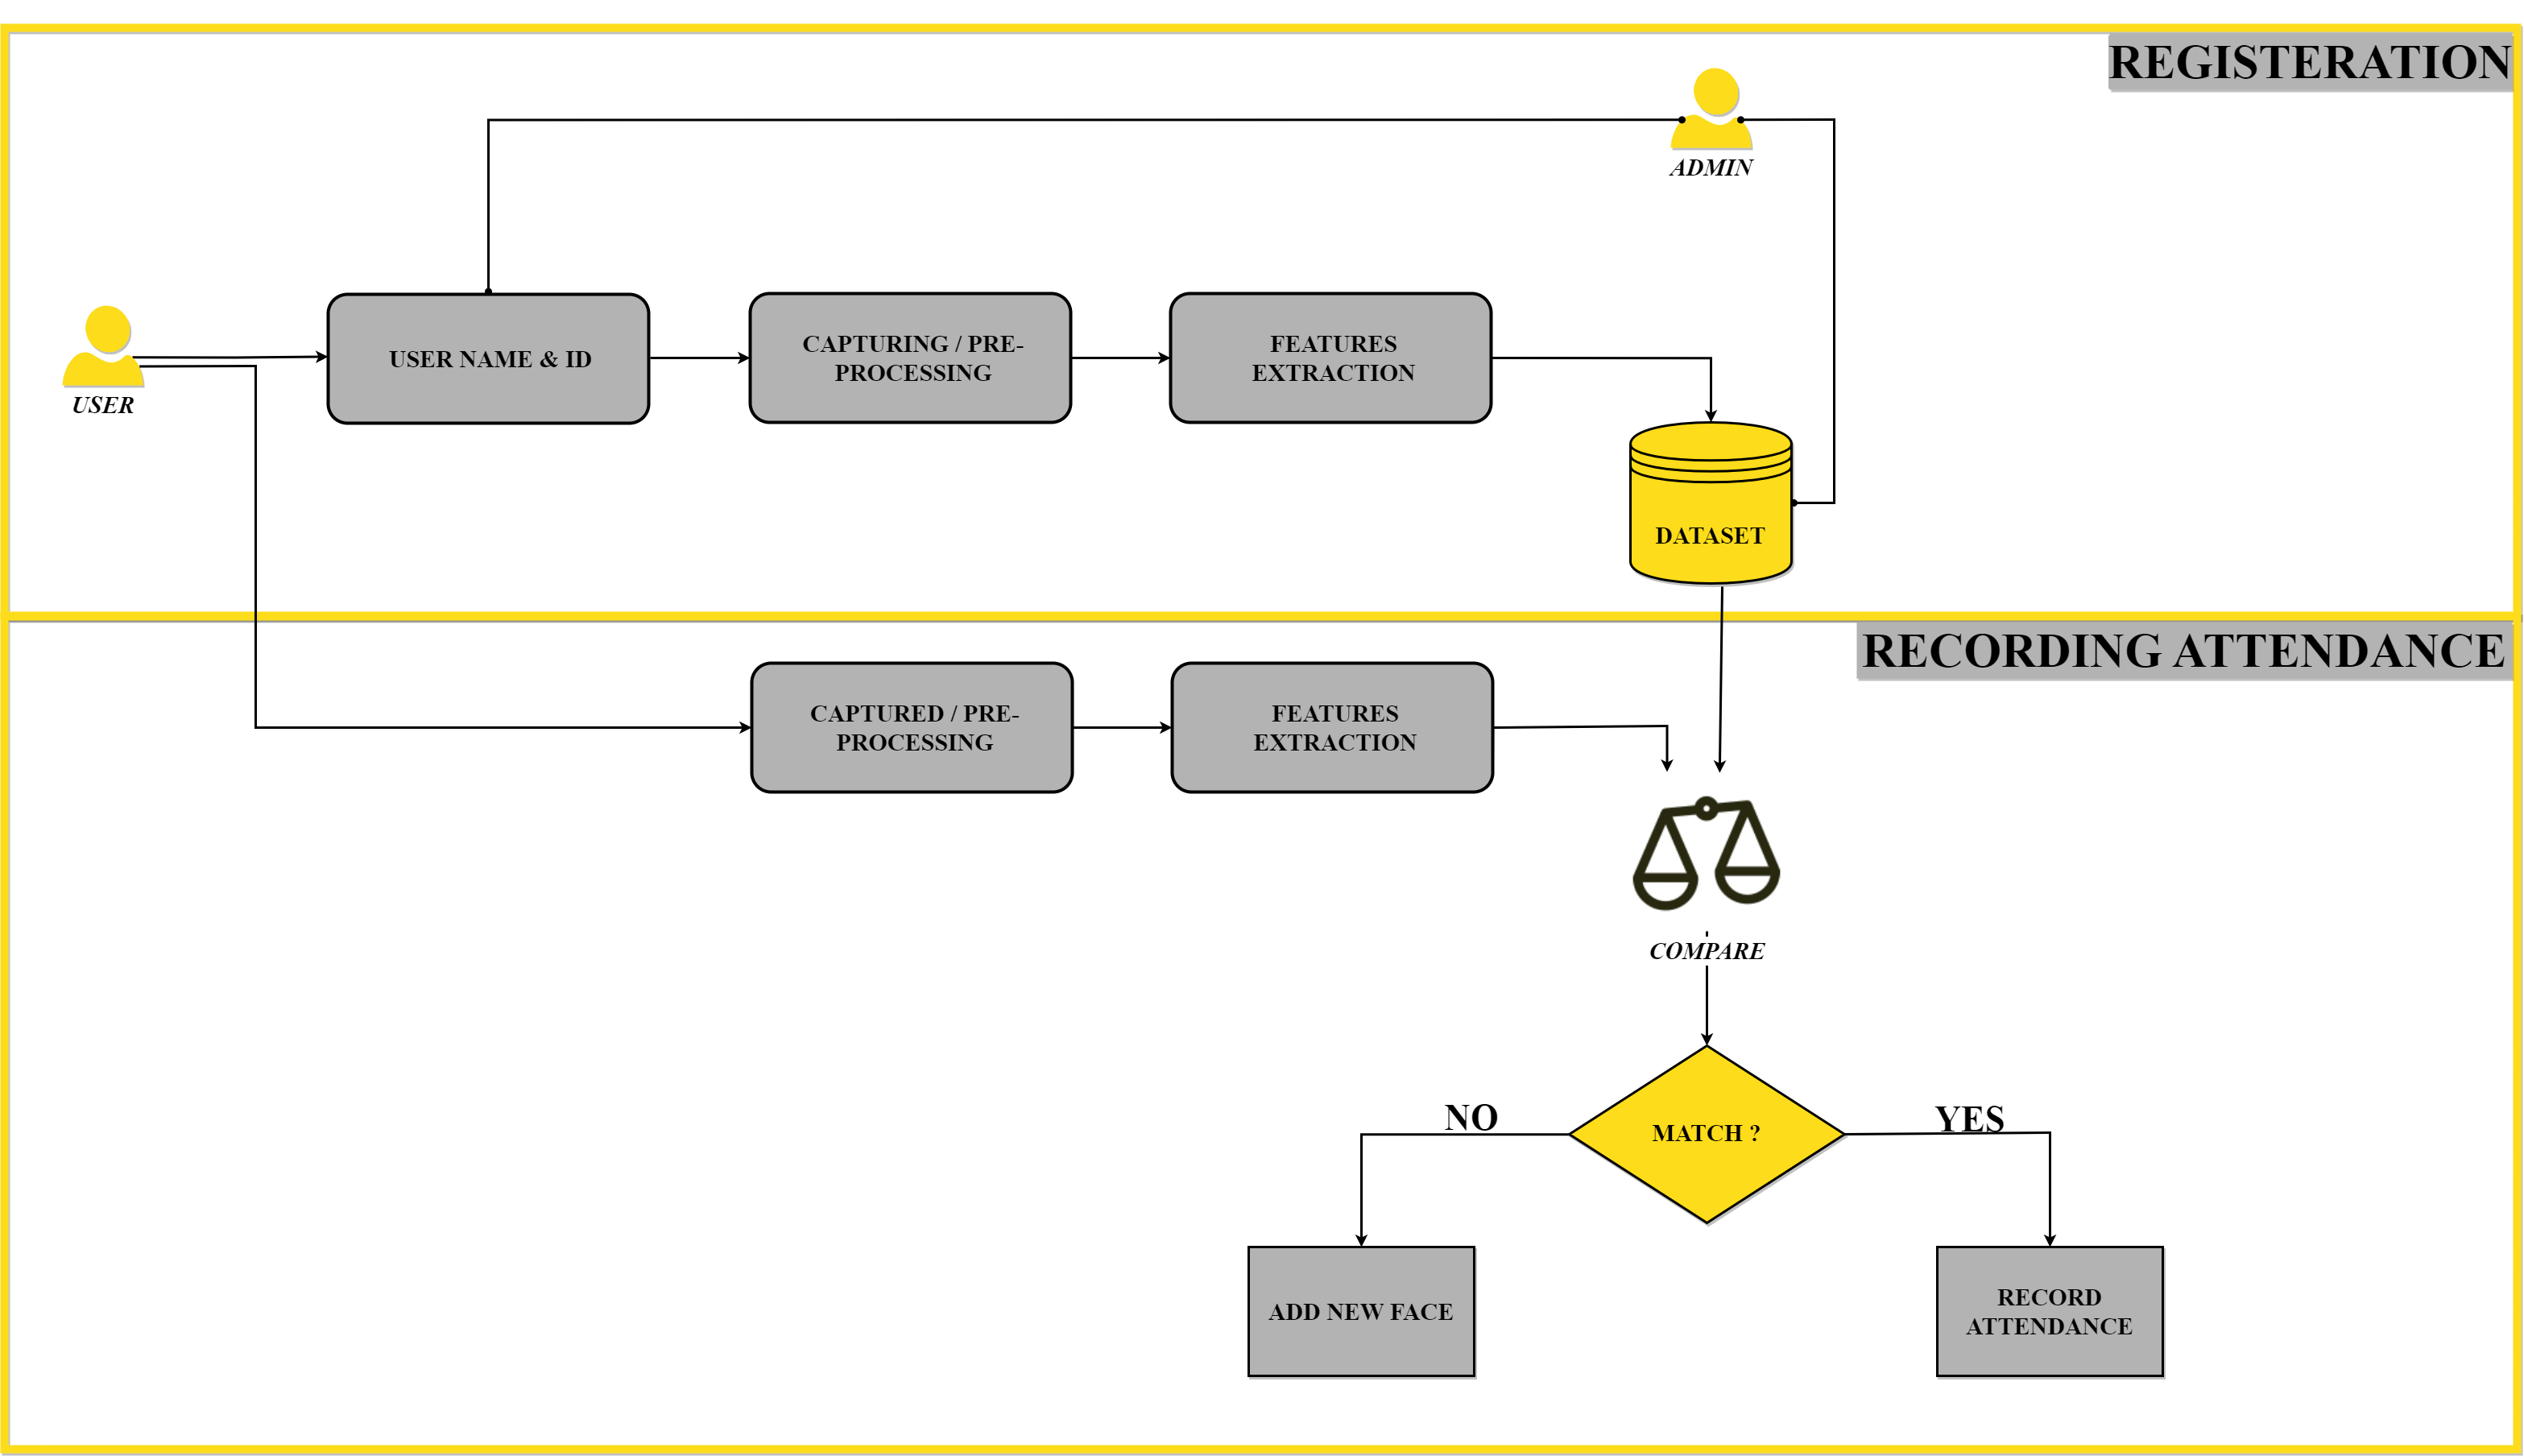 REGISTERATION
ADMIN
USER
USER NAME & ID
CAPTURING / PRE-
PROCESSING
FEATURES
EXTRACTION
DATASET
RECORDING ATTENDANCE
CAPTURED / PRE-
PROCESSING
FEATURES
EXTRACTION
COMPARE
MATCH ?
NO
YES
ADD NEW FACE
RECORD
ATTENDANCE